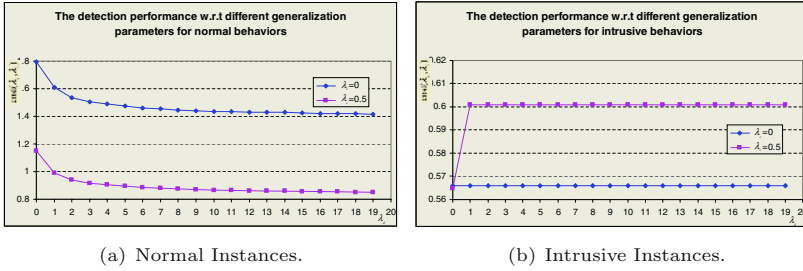 The detection performance w.r.t different generalization
parameters for normal behaviors
1.6
1.4
1.2
1
0.8
λ =0
λ =0.5
0 1 2 3 4 5 6 7 8 9 10 11 12 13 14 15 16 17 18 19 20
(a) Normal Instances.
The detection performance w.r.t different generalization
parameters for intrusive behaviors
0.62
0.61
0.6
0.59
0.58
0.57
0.56
λ =0
λ =0.5
0 1 2 3 4 5 6 7 8 9 10 11 12 13 14 15 16 17 18 19 20
(b) Intrusive Instances.